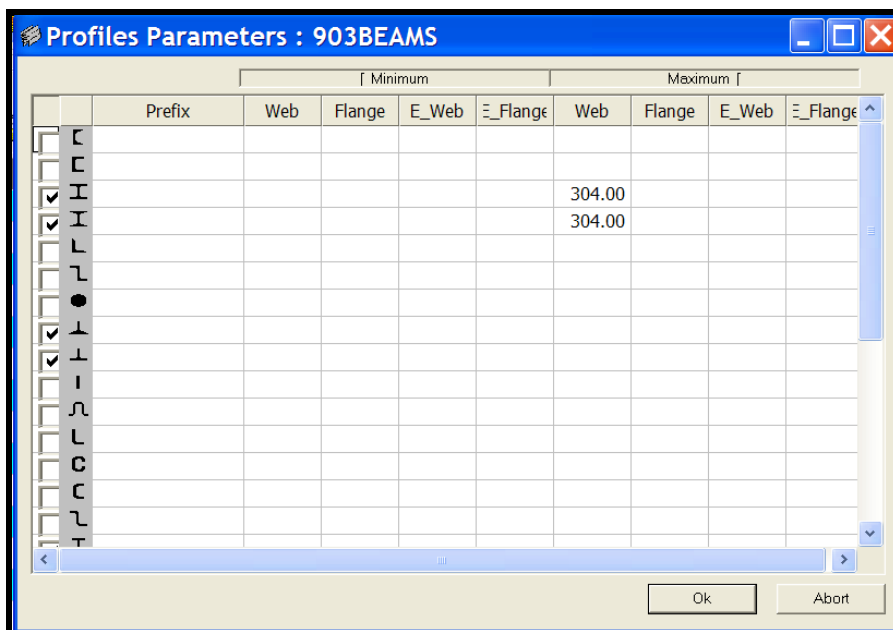 Profiles Parameters : 903BEAMS
Minimum Maximum
Prefix Web Flange E_Web E_Flange Web Flange E_Web E_Flange
304.00
304.00
Ok Abort